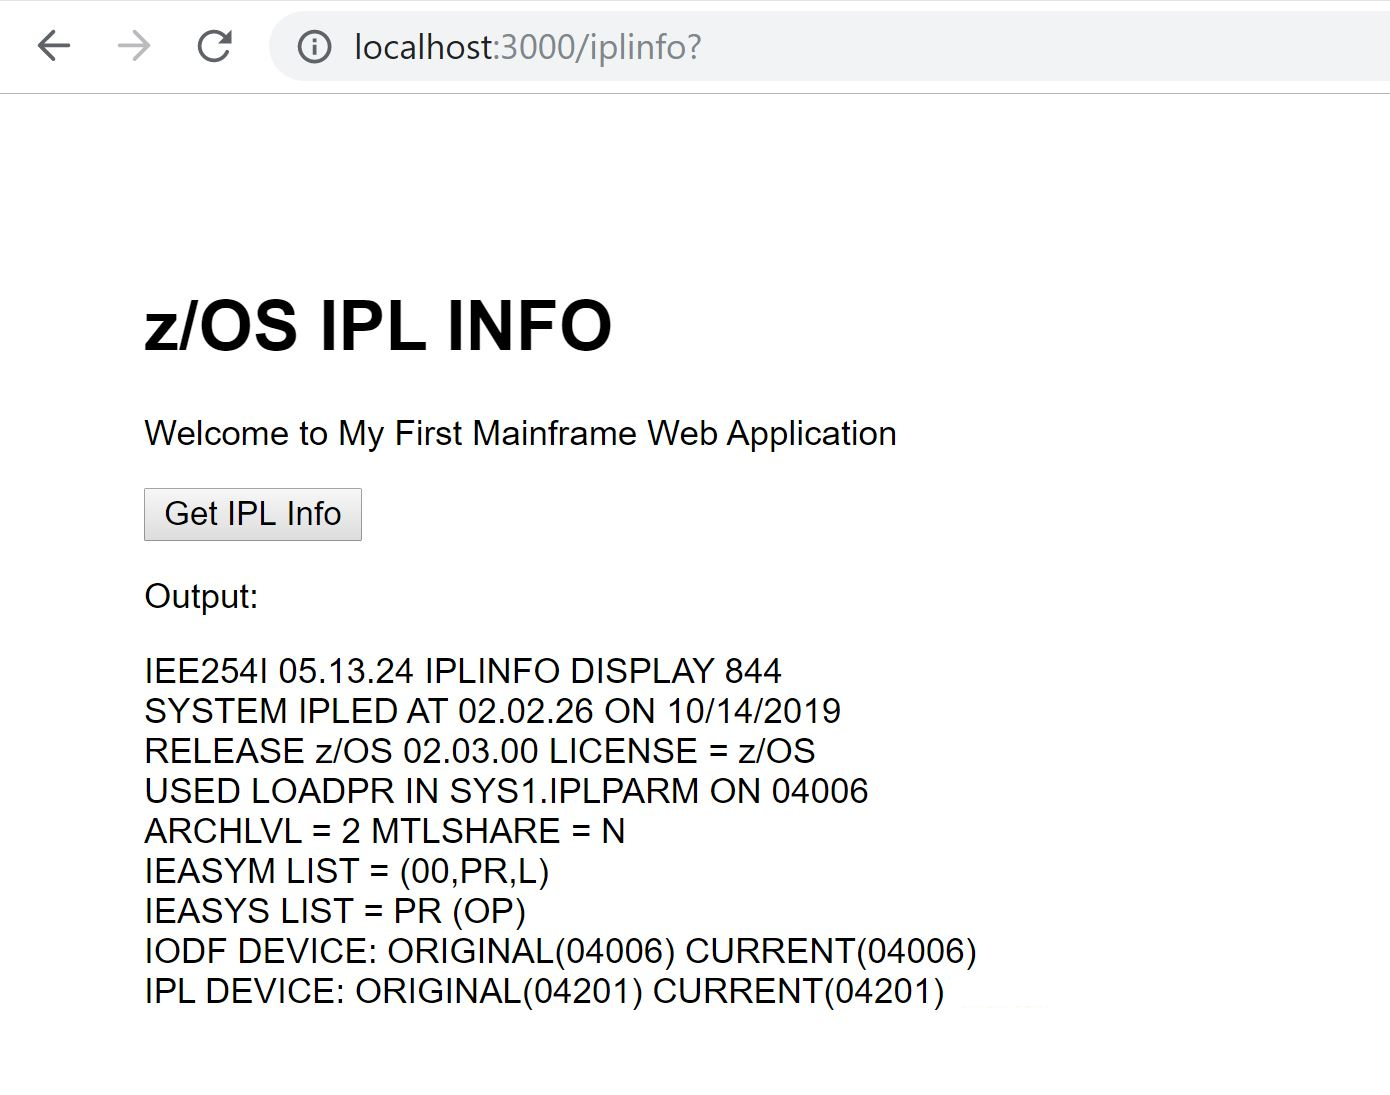 localhost:3000/iplinfo?
z/OS IPL INFO
Welcome to My First Mainframe Web Application
Get IPL Info
Output:
IEE254I 05.13.24 IPLINFO DISPLAY 844
SYSTEM IPLED AT 02.02.26 ON 10/14/2019
RELEASE z/OS 02.03.00 LICENSE = z/OS
USED LOADPR IN SYS1.IPLPARM ON 04006
ARCHLVL = 2 MTLSHARE = N
IEASYM LIST = (00,PR,L)
IEASYS LIST = PR (OP)
IODF DEVICE: ORIGINAL(04006) CURRENT(04006)
IPL DEVICE: ORIGINAL(04201) CURRENT(04201)